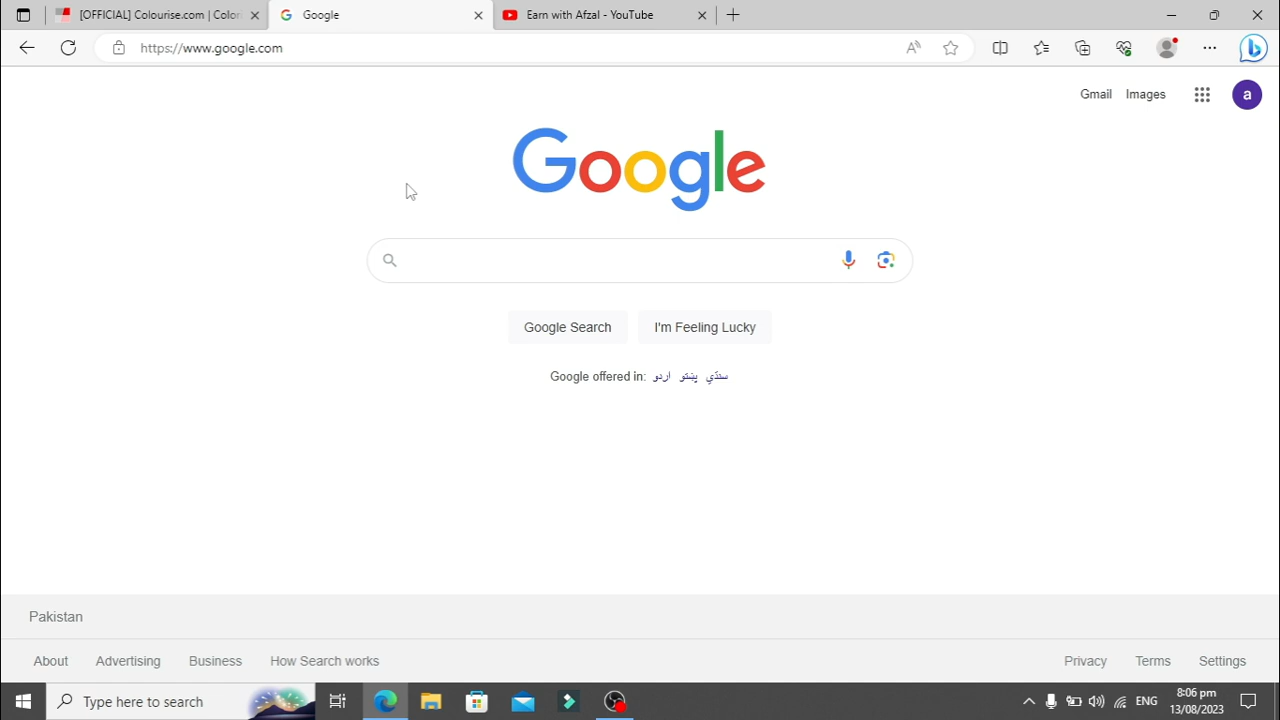 [OFFICIAL] Colourise.com | Color
Google
Earn with Afzal - YouTube
https://www.google.com
Gmail
Images
a
Google
Google Search
I'm Feeling Lucky
Google offered in: اردو پښتو سنڌي
Pakistan
About
Advertising
Business
How Search works
Privacy
Terms
Settings
Type here to search
ENG
8:06 pm
13/08/2023